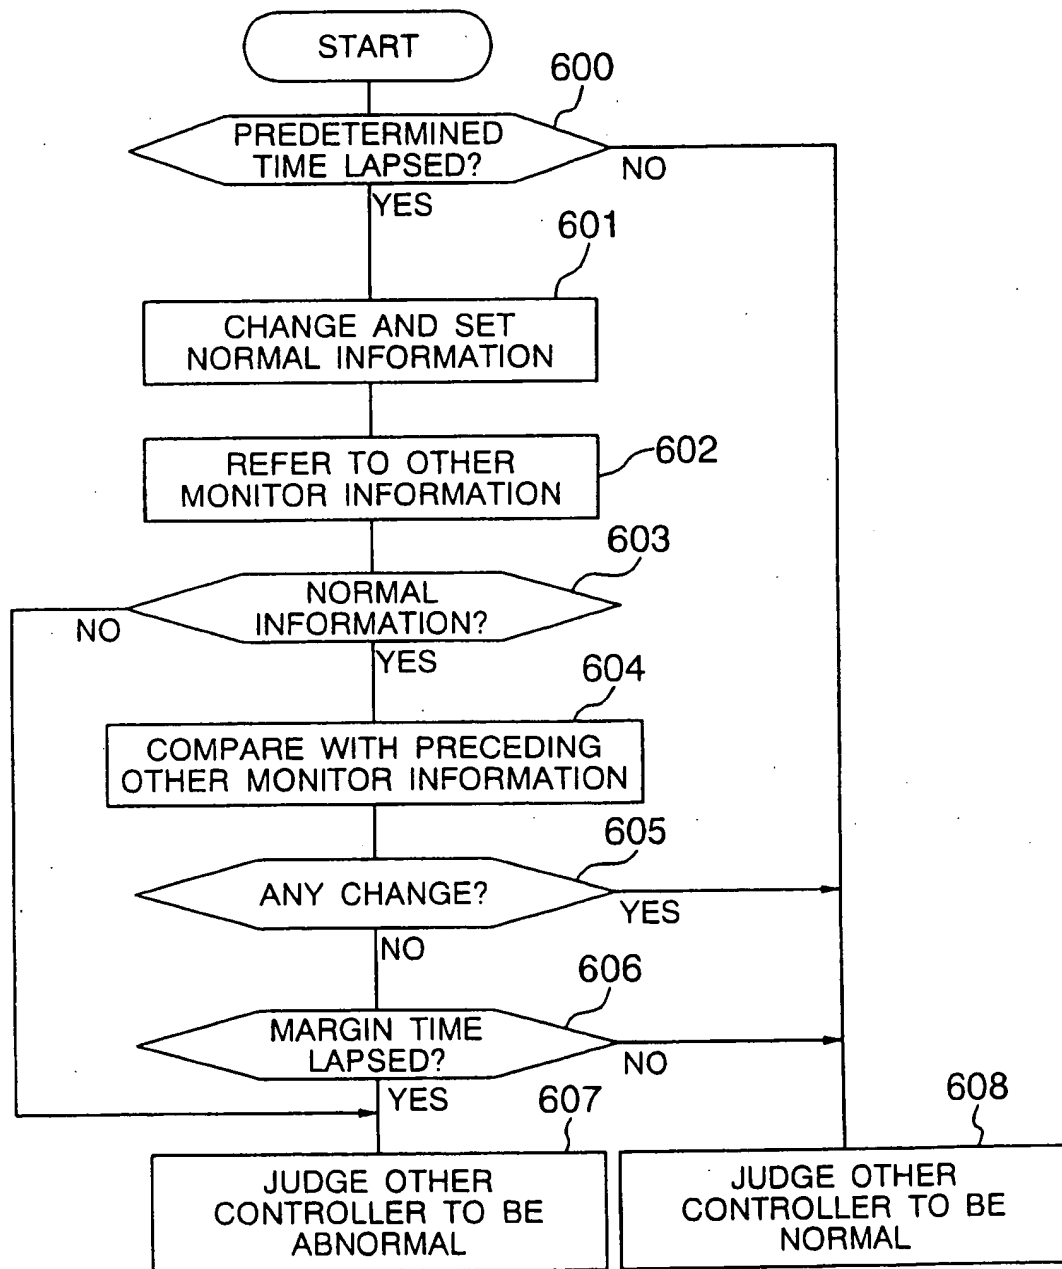 START
600
PREDETERMINED
TIME LAPSED?
NO
YES
601
CHANGE AND SET
NORMAL INFORMATION
602
REFER TO OTHER
MONITOR INFORMATION
603
NORMAL
INFORMATION?
NO
YES
604
COMPARE WITH PRECEDING
OTHER MONITOR INFORMATION
605
ANY CHANGE?
YES
NO
606
MARGIN TIME
LAPSED?
NO
YES
607
608
JUDGE OTHER
CONTROLLER TO BE
ABNORMAL
JUDGE OTHER
CONTROLLER TO BE
NORMAL